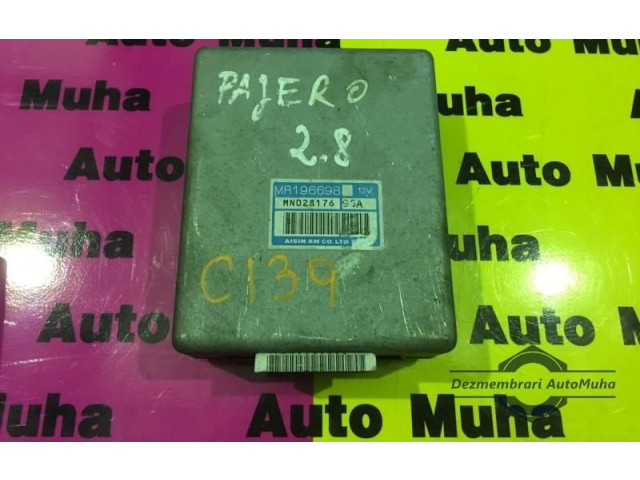 Auto Muha Auto
Muha Muha
PAJERO
2.8
MR196698 12V
MN028176
AISIN AW CO.,LTD
C139
Auto Auto
Muha Auto Muha
Auto Muha Auto
Muha Auto Muha
Dezmembrari AutoMuha